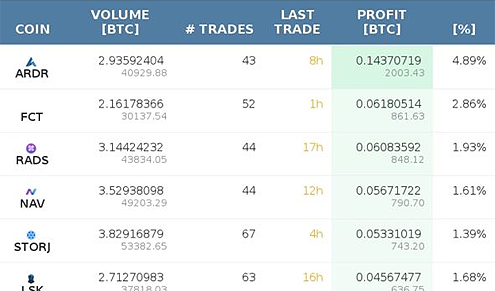 COIN VOLUME [BTC] # TRADES LAST TRADE PROFIT [BTC] [%]
ARDR 2.93592404 43 8h 0.14370719 4.89%
40929.88 2003.43
FCT 2.16178366 52 1h 0.06180514 2.86%
30137.54 861.63
RADS 3.14424232 44 17h 0.06083592 1.93%
43834.05 848.12
NAV 3.52938098 44 12h 0.05671722 1.61%
49203.29 790.70
STORJ 3.82916879 67 4h 0.05331019 1.39%
53382.65 743.20
LSK 2.71270983 63 16h 0.04567477 1.68%
37818.03 636.75